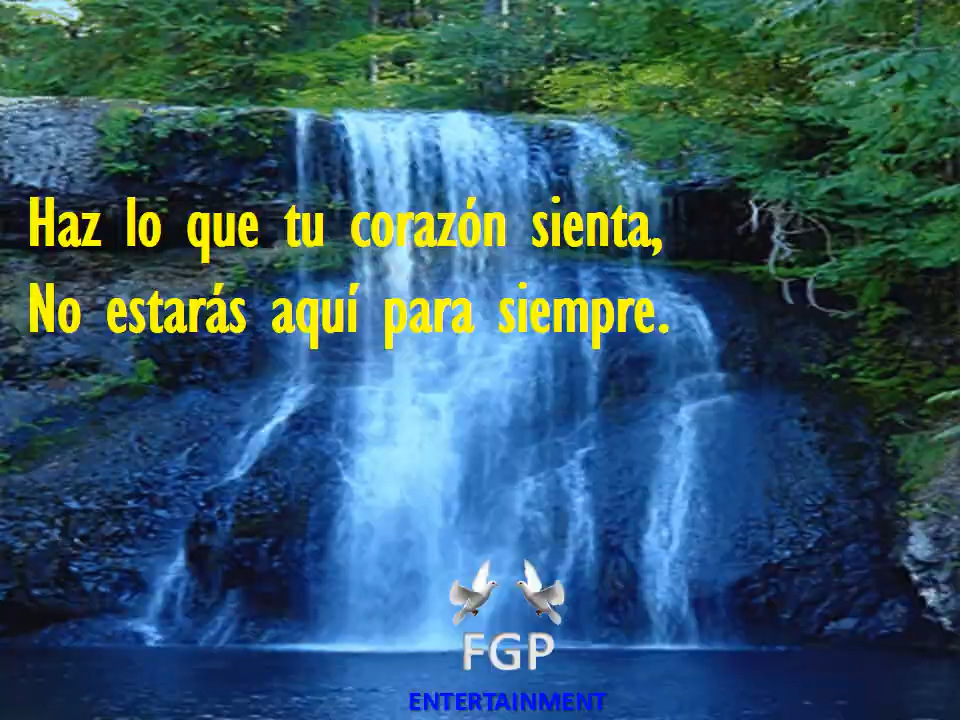 Haz lo que tu corazón sienta,
No estarás aquí para siempre.
FGP
ENTERTAINMENT